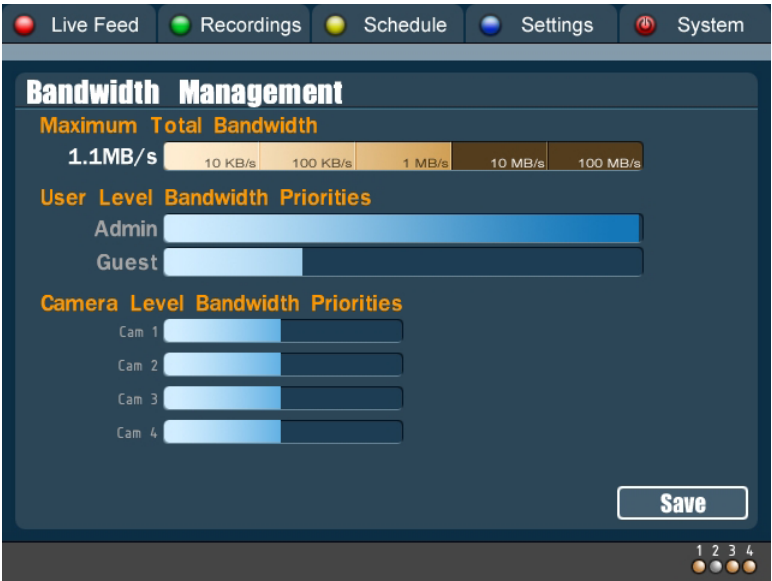 Live Feed Recordings Schedule Settings System
Bandwidth Management
Maximum Total Bandwidth
1.1MB/s 10 KB/s 100 KB/s 1 MB/s 10 MB/s 100 MB/s
User Level Bandwidth Priorities
Admin
Guest
Camera Level Bandwidth Priorities
Cam 1
Cam 2
Cam 3
Cam 4
Save
1 2 3 4